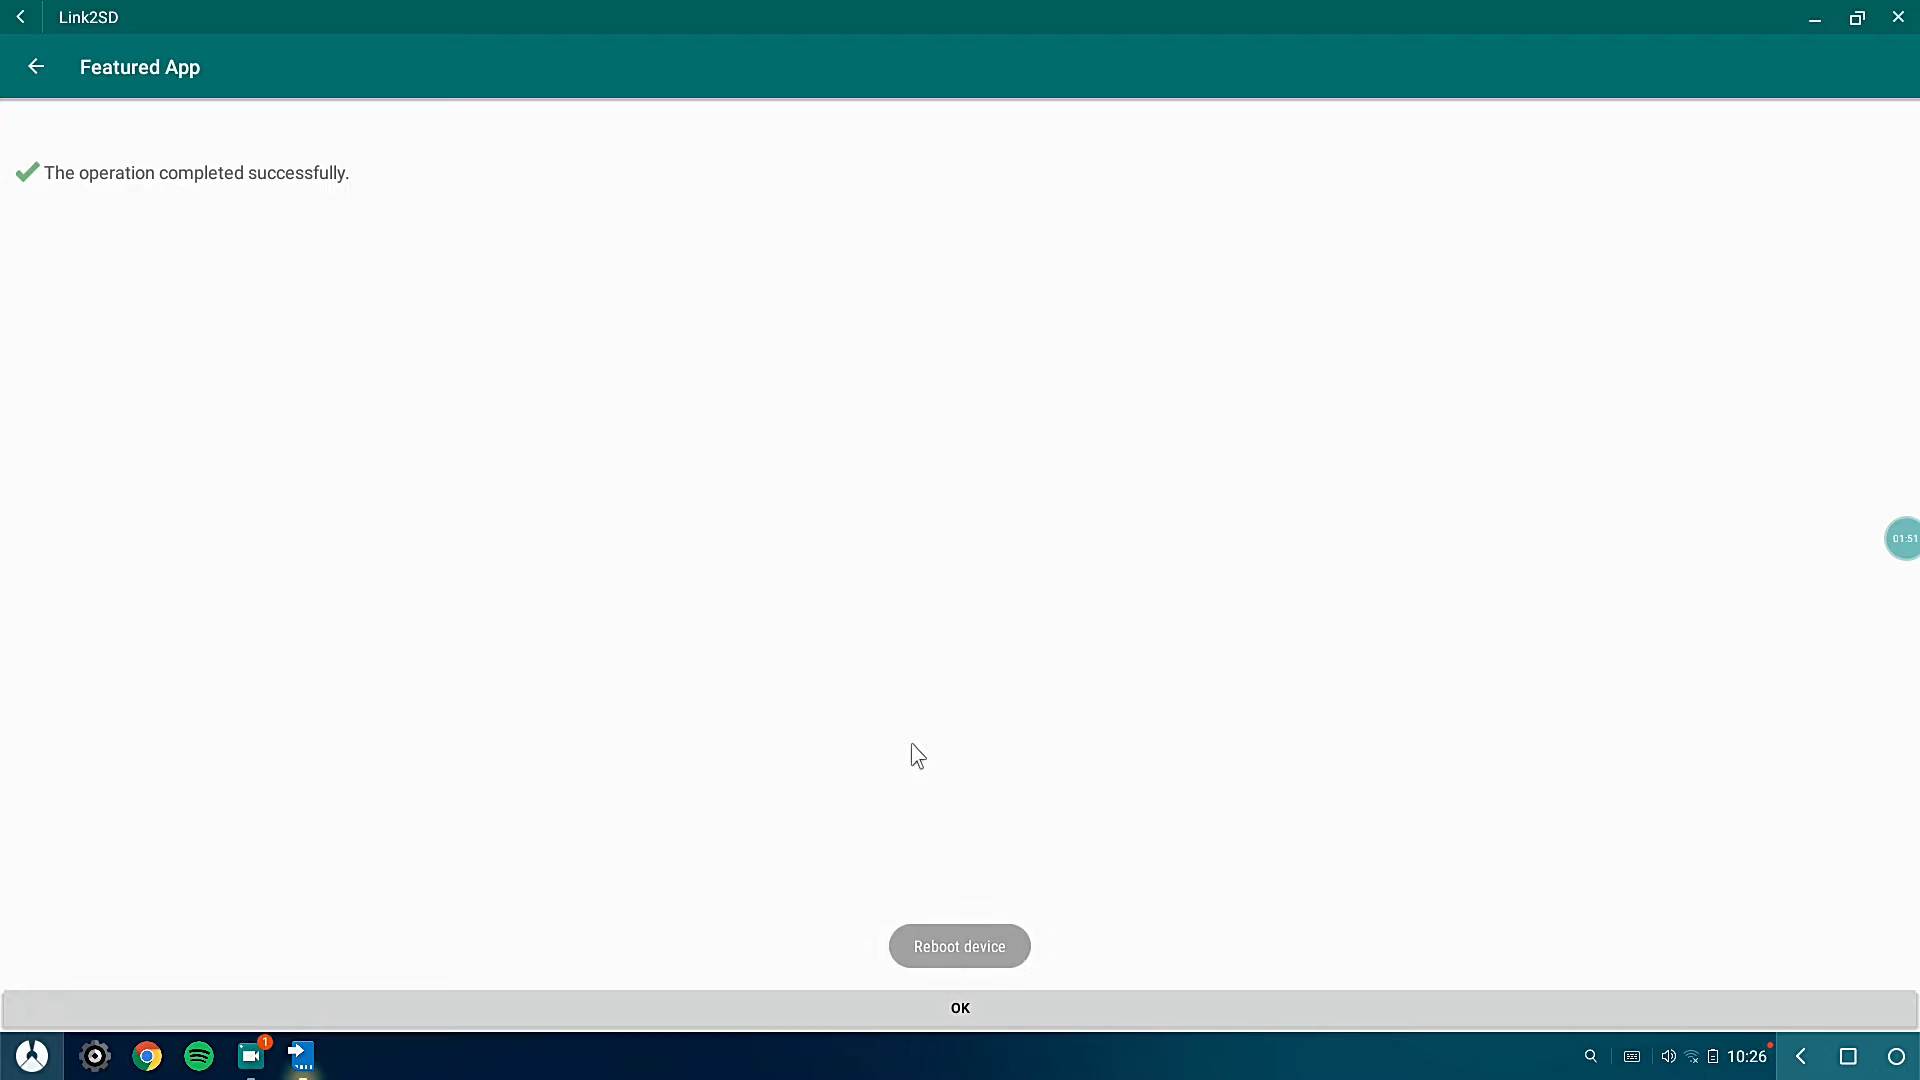 Link2SD
Featured App
The operation completed successfully.
01:51
Reboot device
OK
1
10:26